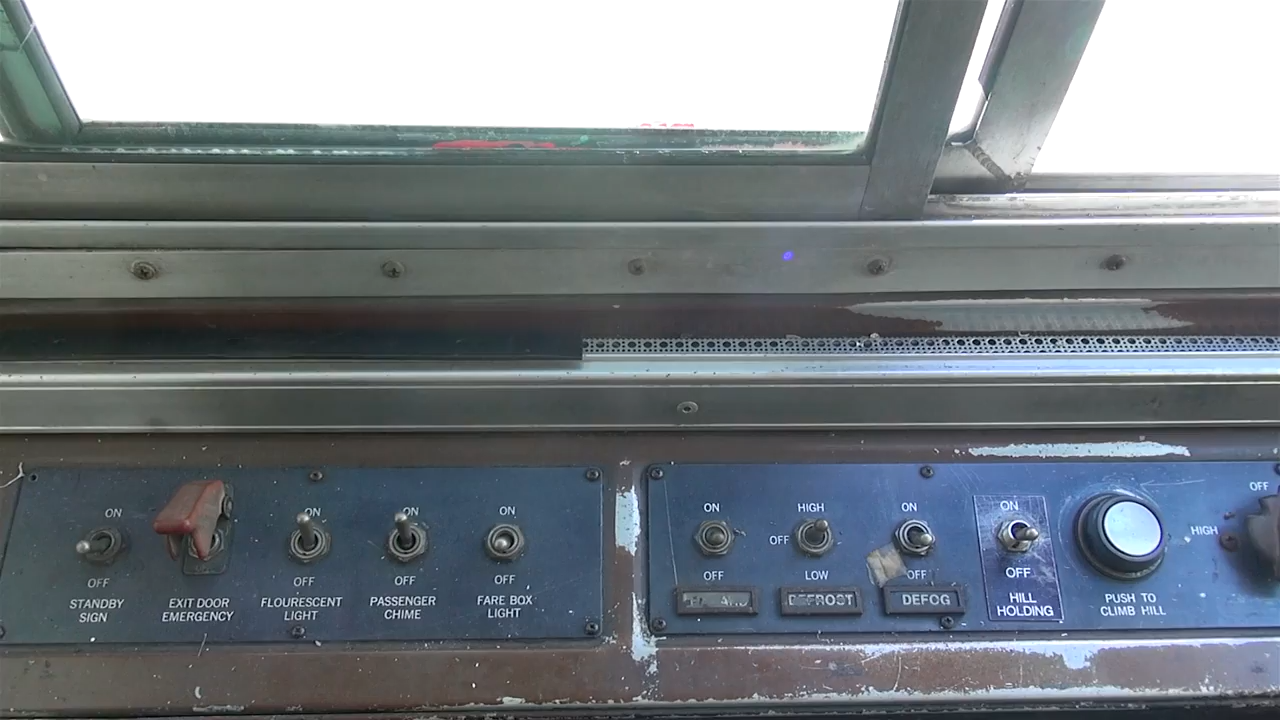 ON
OFF
STANDBY
SIGN
EXIT DOOR
EMERGENCY
ON
OFF
FLOURESCENT
LIGHT
ON
OFF
PASSENGER
CHIME
ON
OFF
FARE BOX
LIGHT
ON
OFF
HIGH
OFF
LOW
DEFROST
ON
OFF
DEFOG
ON
OFF
HILL
HOLDING
PUSH TO
CLIMB HILL
OFF
HIGH